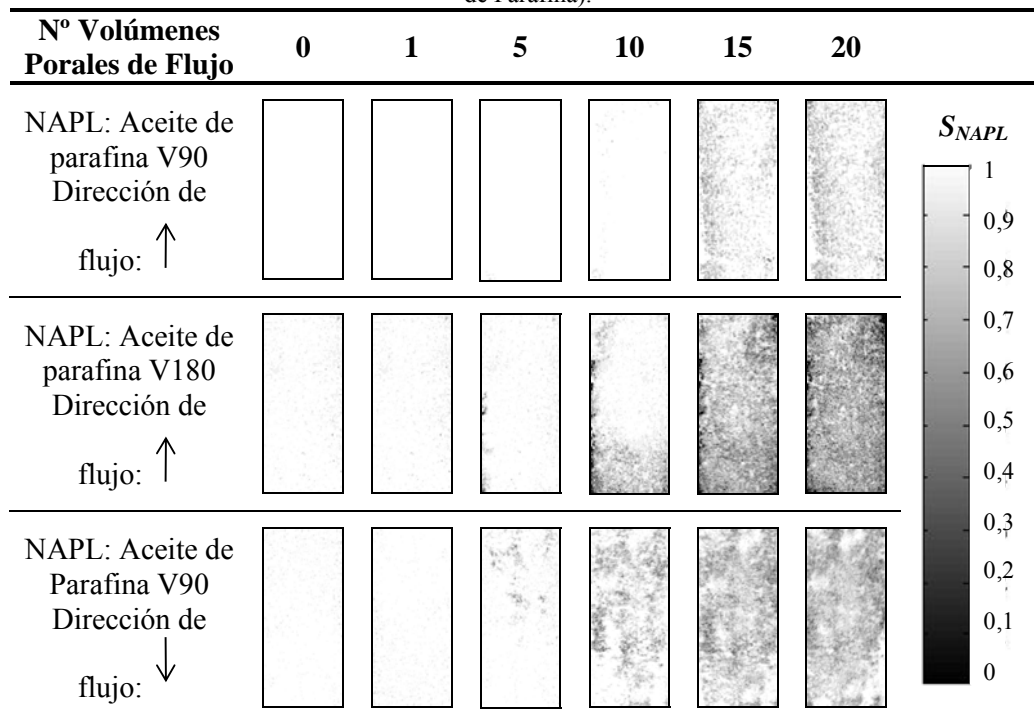 de Parafina).
Nº Volúmenes
Porales de Flujo
0 1 5 10 15 20
NAPL: Aceite de
parafina V90
Dirección de
flujo: ↑
NAPL: Aceite de
parafina V180
Dirección de
flujo: ↑
NAPL: Aceite de
Parafina V90
Dirección de
flujo: ↓
S_NAPL
1
0,9
0,8
0,7
0,6
0,5
0,4
0,3
0,2
0,1
0